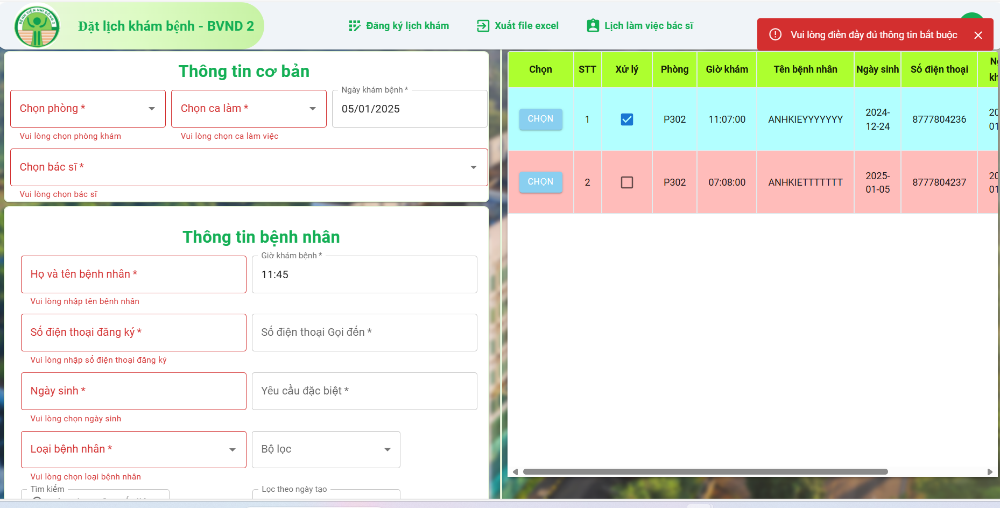 BỆNH VIỆN NHI ĐỒNG 2
Đặt lịch khám bệnh - BVND 2
Đăng ký lịch khám
Xuất file excel
Lịch làm việc bác sĩ
Vui lòng điền đầy đủ thông tin bắt buộc
Thông tin cơ bản
Chọn phòng *
Vui lòng chọn phòng khám
Chọn ca làm *
Vui lòng chọn ca làm việc
Ngày khám bệnh *
05/01/2025
Chọn bác sĩ *
Vui lòng chọn bác sĩ
Thông tin bệnh nhân
Họ và tên bệnh nhân *
Vui lòng nhập tên bệnh nhân
Giờ khám bệnh *
11:45
Số điện thoại đăng ký *
Vui lòng nhập số điện thoại đăng ký
Số điện thoại Gọi đến *
Ngày sinh *
Vui lòng chọn ngày sinh
Yêu cầu đặc biệt *
Loại bệnh nhân *
Vui lòng chọn loại bệnh nhân
Bộ lọc
Tìm kiếm
Lọc theo ngày tạo
Chọn STT Xử lý Phòng Giờ khám Tên bệnh nhân Ngày sinh Số điện thoại
CHỌN 1 P302 11:07:00 ANHKIEYYYYYYY 2024-12-24 8777804236
CHỌN 2 P302 07:08:00 ANHKIETTTTTTT 2025-01-05 8777804237